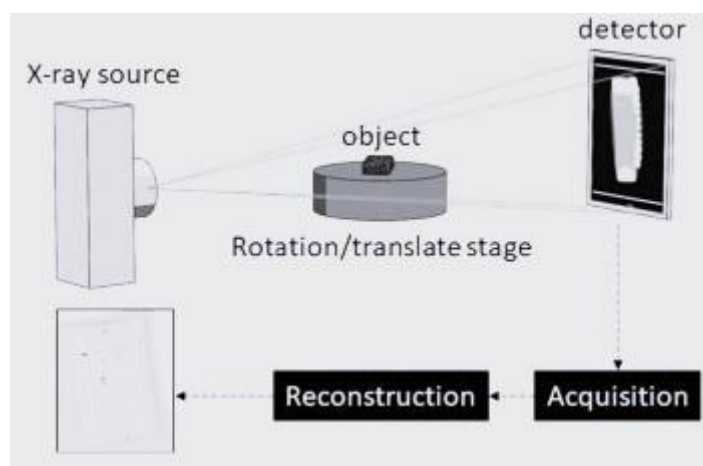 detector
X-ray source
object
Rotation/translate stage
Reconstruction
Acquisition